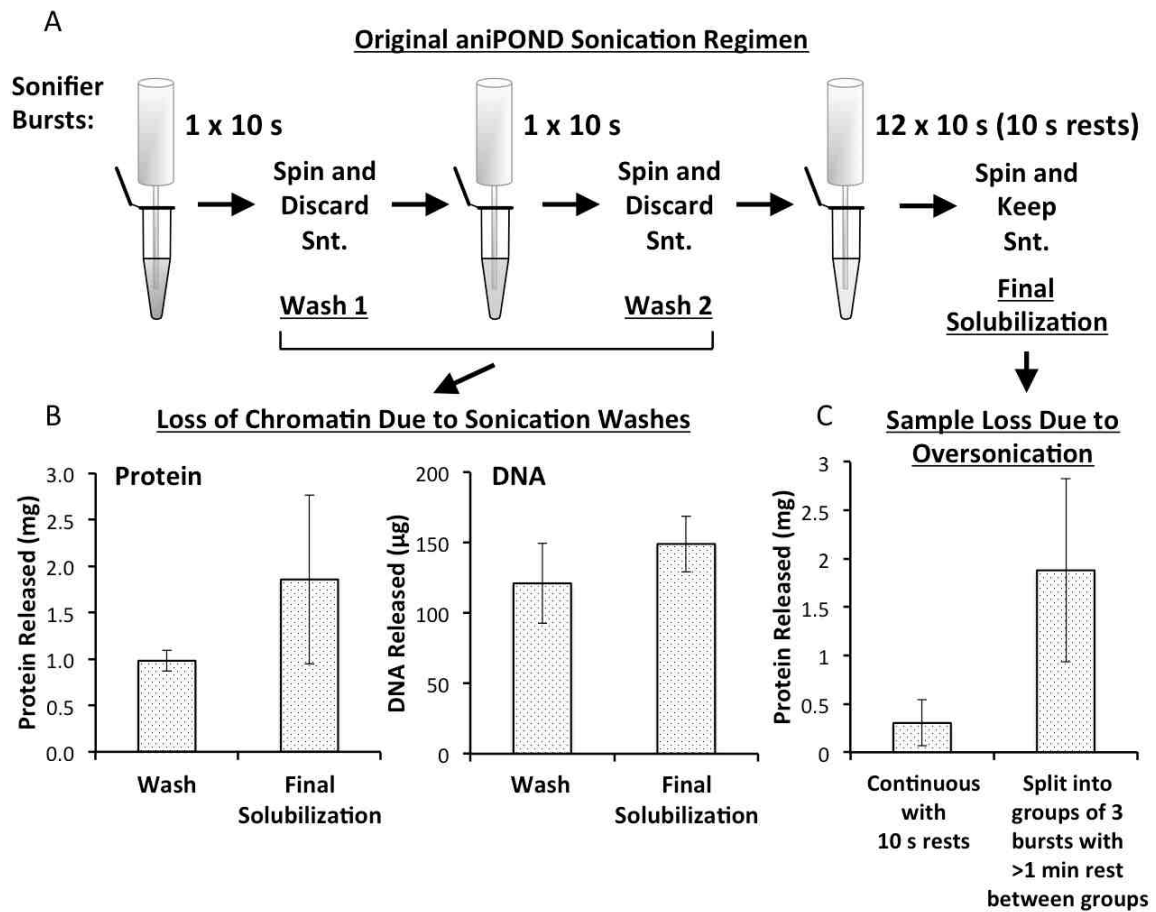 A
Original aniPOND Sonication Regimen
Sonifier
Bursts:
1 x 10 s
1 x 10 s
12 x 10 s (10 s rests)
Spin and
Discard
Snt.
Spin and
Discard
Snt.
Spin and
Keep
Snt.
Wash 1
Wash 2
Final
Solubilization
B
Loss of Chromatin Due to Sonication Washes
Protein
Protein Released (mg)
3.0
2.5
2.0
1.5
1.0
0.5
0.0
Wash
Final
Solubilization
DNA
DNA Released (µg)
200
150
100
50
0
Wash
Final
Solubilization
C
Sample Loss Due to
Oversonication
Protein Released (mg)
3
2.5
2
1.5
1
0.5
0
Continuous
with
10 s rests
Split into
groups of 3
bursts with
>1 min rest
between groups